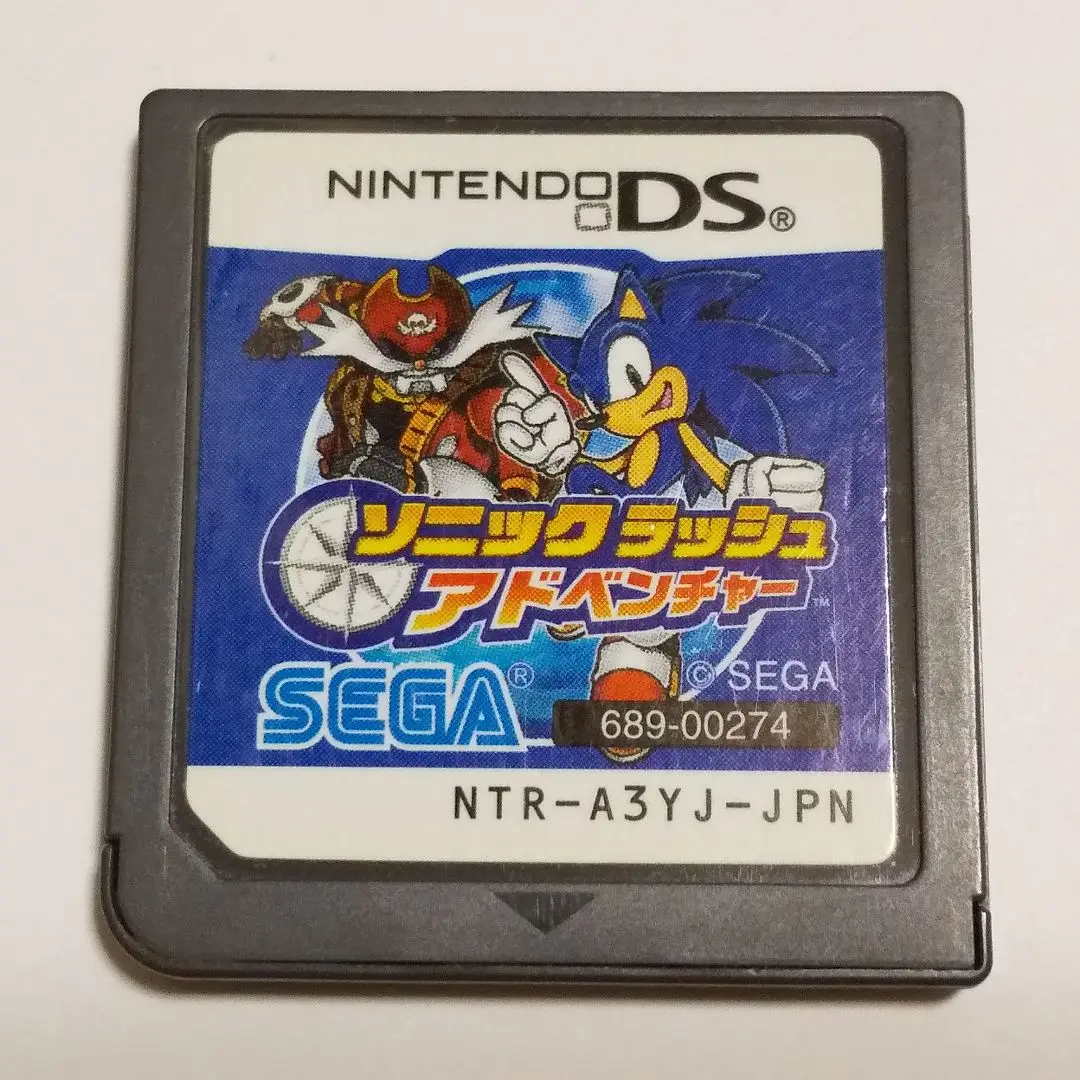 NINTENDO DS®
ソニック ラッシュ
アドベンチャー™
SEGA®
© SEGA
689-00274
NTR-A3YJ-JPN